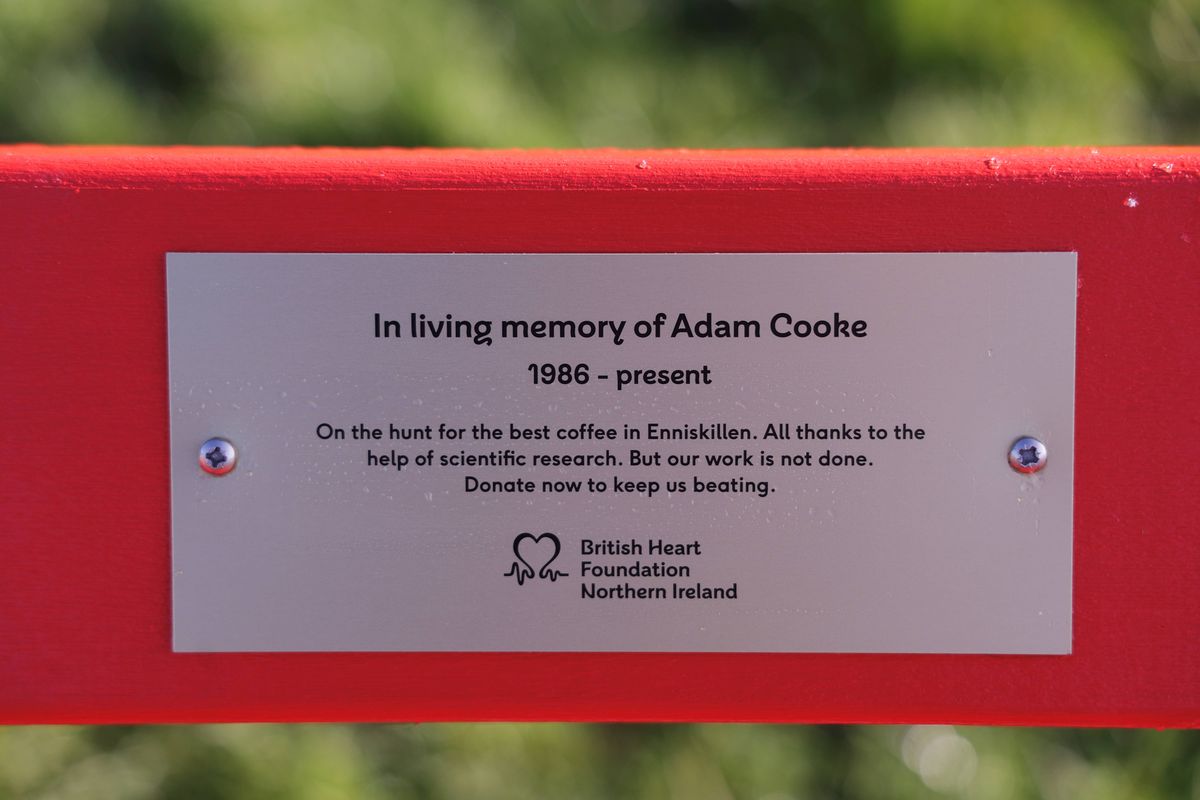 In living memory of Adam Cooke
1986 - present
On the hunt for the best coffee in Enniskillen. All thanks to the
help of scientific research. But our work is not done.
Donate now to keep us beating.
British Heart
Foundation
Northern Ireland